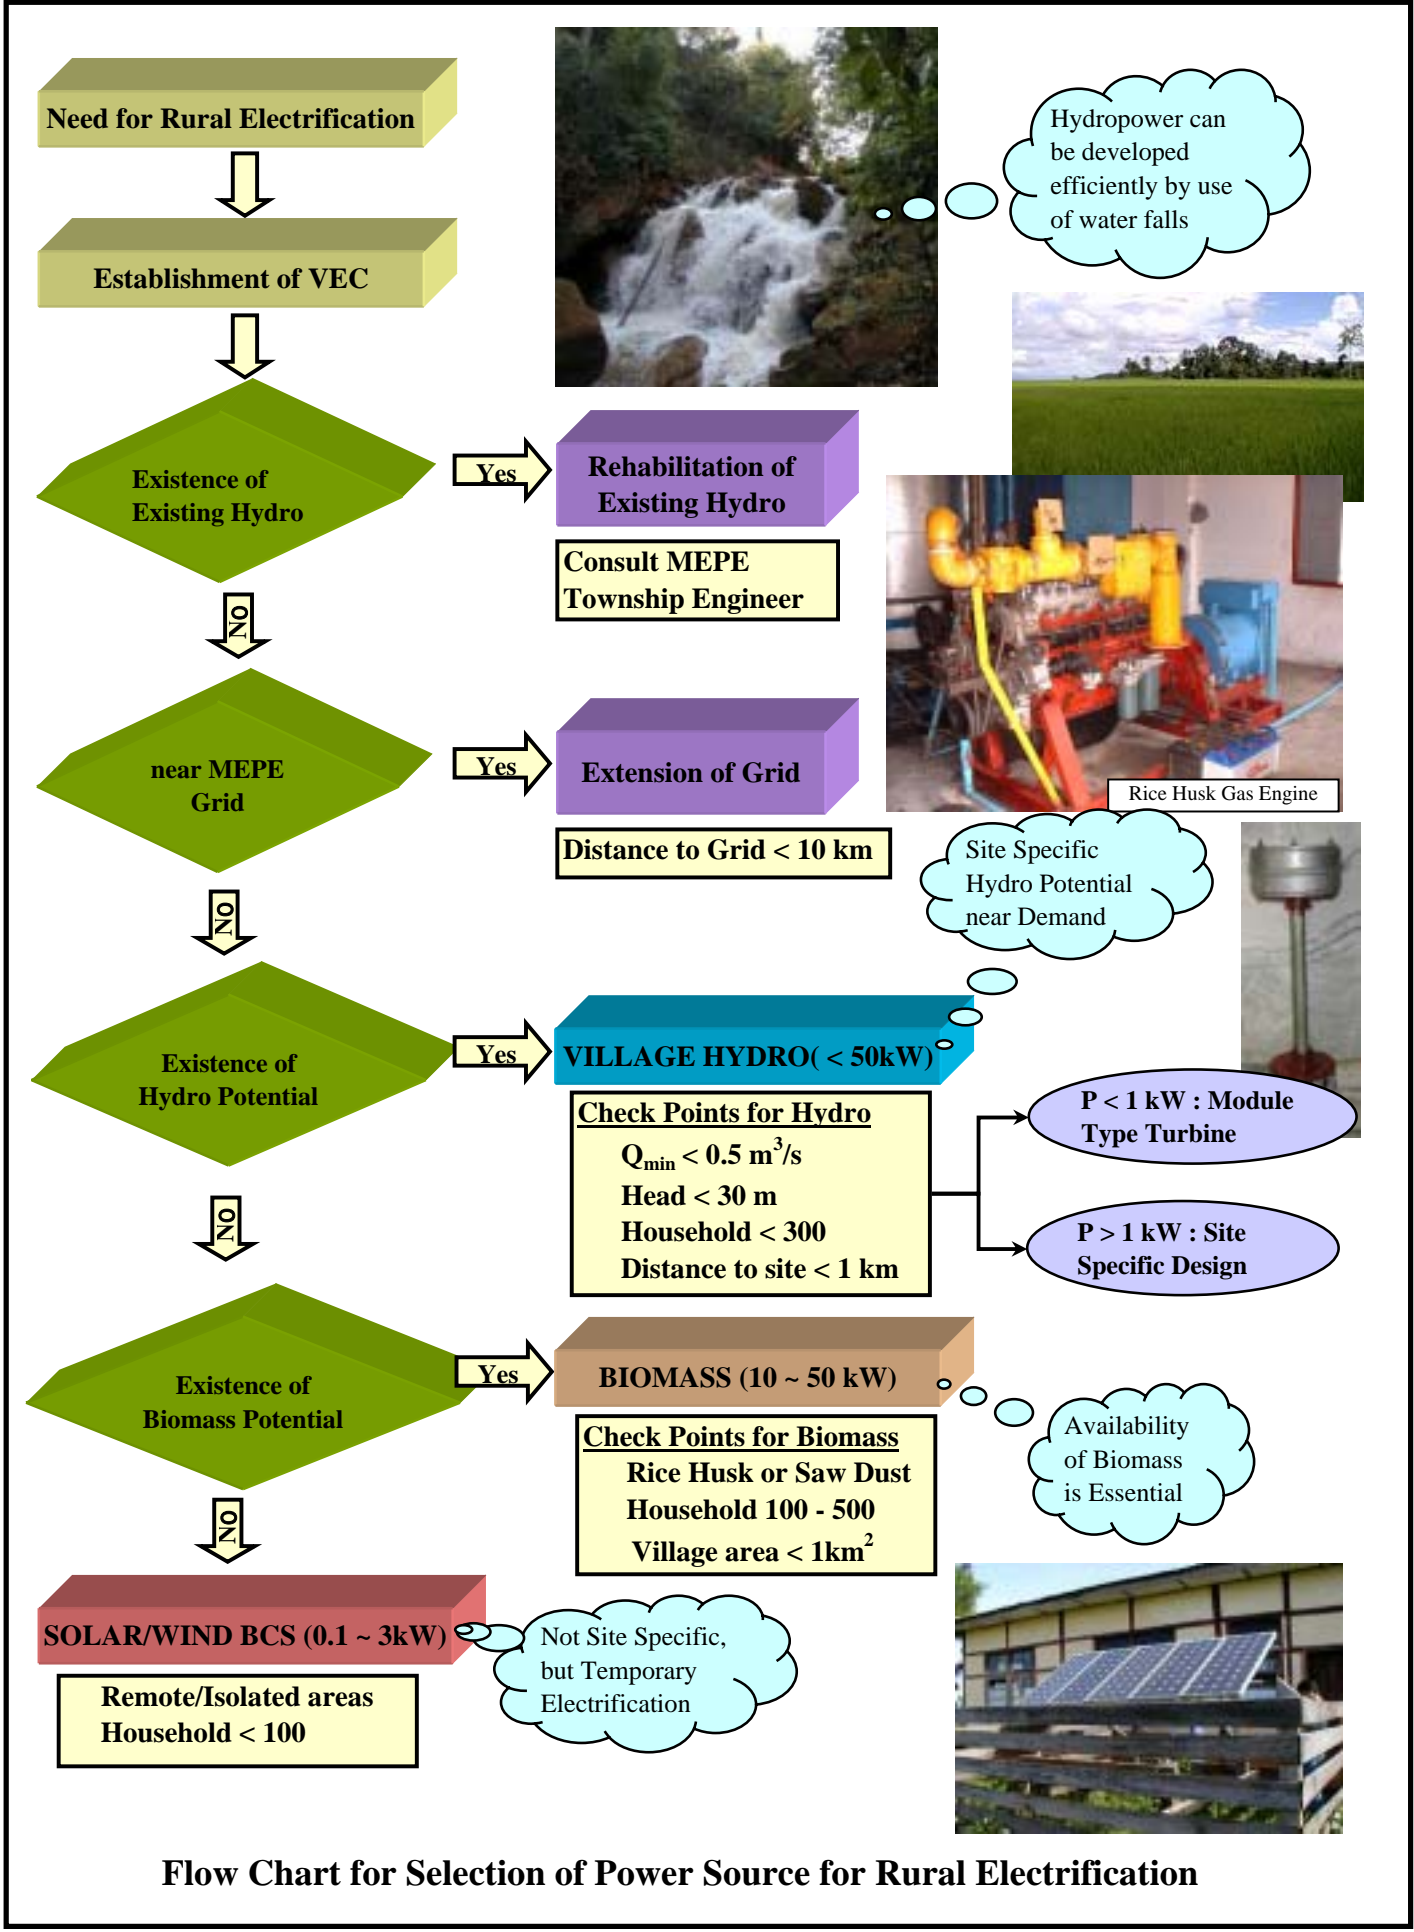 Need for Rural Electrification
Hydropower can
be developed
efficiently by use
of water falls
Establishment of VEC
Existence of
Existing Hydro
Yes
Rehabilitation of
Existing Hydro
Consult MEPE
Township Engineer
No
near MEPE
Grid
Yes
Extension of Grid
Distance to Grid < 10 km
Rice Husk Gas Engine
No
Site Specific
Hydro Potential
near Demand
Existence of
Hydro Potential
Yes
VILLAGE HYDRO( < 50kW)
Check Points for Hydro
Qmin < 0.5 m³/s
Head < 30 m
Household < 300
Distance to site < 1 km
P < 1 kW : Module
Type Turbine
P > 1 kW : Site
Specific Design
No
Existence of
Biomass Potential
Yes
BIOMASS (10 ~ 50 kW)
Check Points for Biomass
Rice Husk or Saw Dust
Household 100 - 500
Village area < 1km²
Availability
of Biomass
is Essential
No
SOLAR/WIND BCS (0.1 ~ 3kW)
Remote/Isolated areas
Household < 100
Not Site Specific,
but Temporary
Electrification
Flow Chart for Selection of Power Source for Rural Electrification